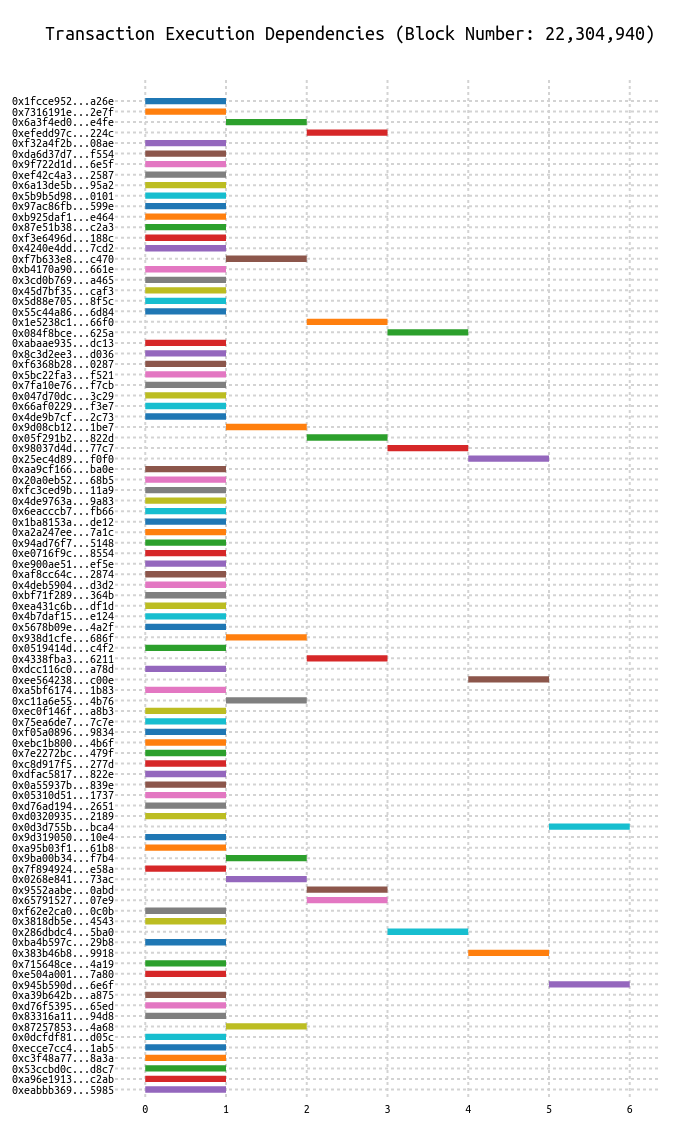 Transaction Execution Dependencies (Block Number: 22,304,940)
0x1fcce952...a26e
0x7316191e...2e7f
0x6a3f4ed0...e4fe
0xefedd97c...224c
0xf32a4f2b...08ae
0xda6d37d7...f554
0x9f722d1d...6e5f
0xef42c4a3...2587
0x6a13de5b...95a2
0x5b9b5d98...0101
0x97ac86fb...599e
0xb925daf1...e464
0x87e51b38...c2a3
0xf3e6496d...188c
0x4240e4dd...7cd2
0xf7b633e8...c470
0xb4170a90...661e
0x3cd0b769...a465
0x45d7bf35...caf3
0x5d88e705...8f5c
0x55c44a86...6d84
0x1e5238c1...66f0
0x084f8bce...625a
0xabaae935...dc13
0x8c3d2ee3...d036
0xf6368b28...0287
0x5bc22fa3...f521
0x7fa10e76...f7cb
0x047d70dc...3c29
0x66af0229...f3e7
0x4de9b7cf...2c73
0x9d08cb12...1be7
0x05f291b2...822d
0x98037d4d...77c7
0x25ec4d89...f0f0
0xaa9cf166...ba0e
0x20a0eb52...68b5
0xfc3ced9b...11a9
0x4de9763a...9a83
0x6eacccb7...fb66
0x1ba8153a...de12
0xa2a247ee...7a1c
0x94ad76f7...5148
0xe0716f9c...8554
0xe900ae51...ef5e
0xaf8cc64c...2874
0x4deb5904...d3d2
0xbf71f289...364b
0xea431c6b...df1d
0x4b7daf15...e124
0x5678b09e...4a2f
0x938d1cfe...686f
0x0519414d...c4f2
0x4338fba3...6211
0xdcc116c0...a78d
0xee564238...c00e
0xa5bf6174...1b83
0xc11a6e55...4b76
0xec0f146f...a8b3
0x75ea6de7...7c7e
0xf05a0896...9834
0xebc1b800...4b6f
0x7e2272bc...479f
0xc8d917f5...277d
0xdfac5817...822e
0x0a55937b...839e
0x05310d51...1737
0xd76ad194...2651
0xd0320935...2189
0x0d3d755b...bca4
0x9d319050...10e4
0xa95b03f1...61b8
0x9ba00b34...f7b4
0x7f894924...e58a
0x0268e841...73ac
0x9552aabe...0abd
0x65791527...07e9
0xf62e2ca0...0c0b
0x3818db5e...4543
0x286dbdc4...5ba0
0xba4b597c...29b8
0x383b46b8...9918
0x715648ce...4a19
0xe504a001...7a80
0x945b590d...6e6f
0xa39b642b...a875
0xd76f5395...65ed
0x83316a11...94d8
0x87257853...4a68
0x0dcfdf81...d05c
0xecce7cc4...1ab5
0xc3f48a77...8a3a
0x53ccbd0c...d8c7
0xa96e1913...c2ab
0xeabbb369...5985
0 1 2 3 4 5 6